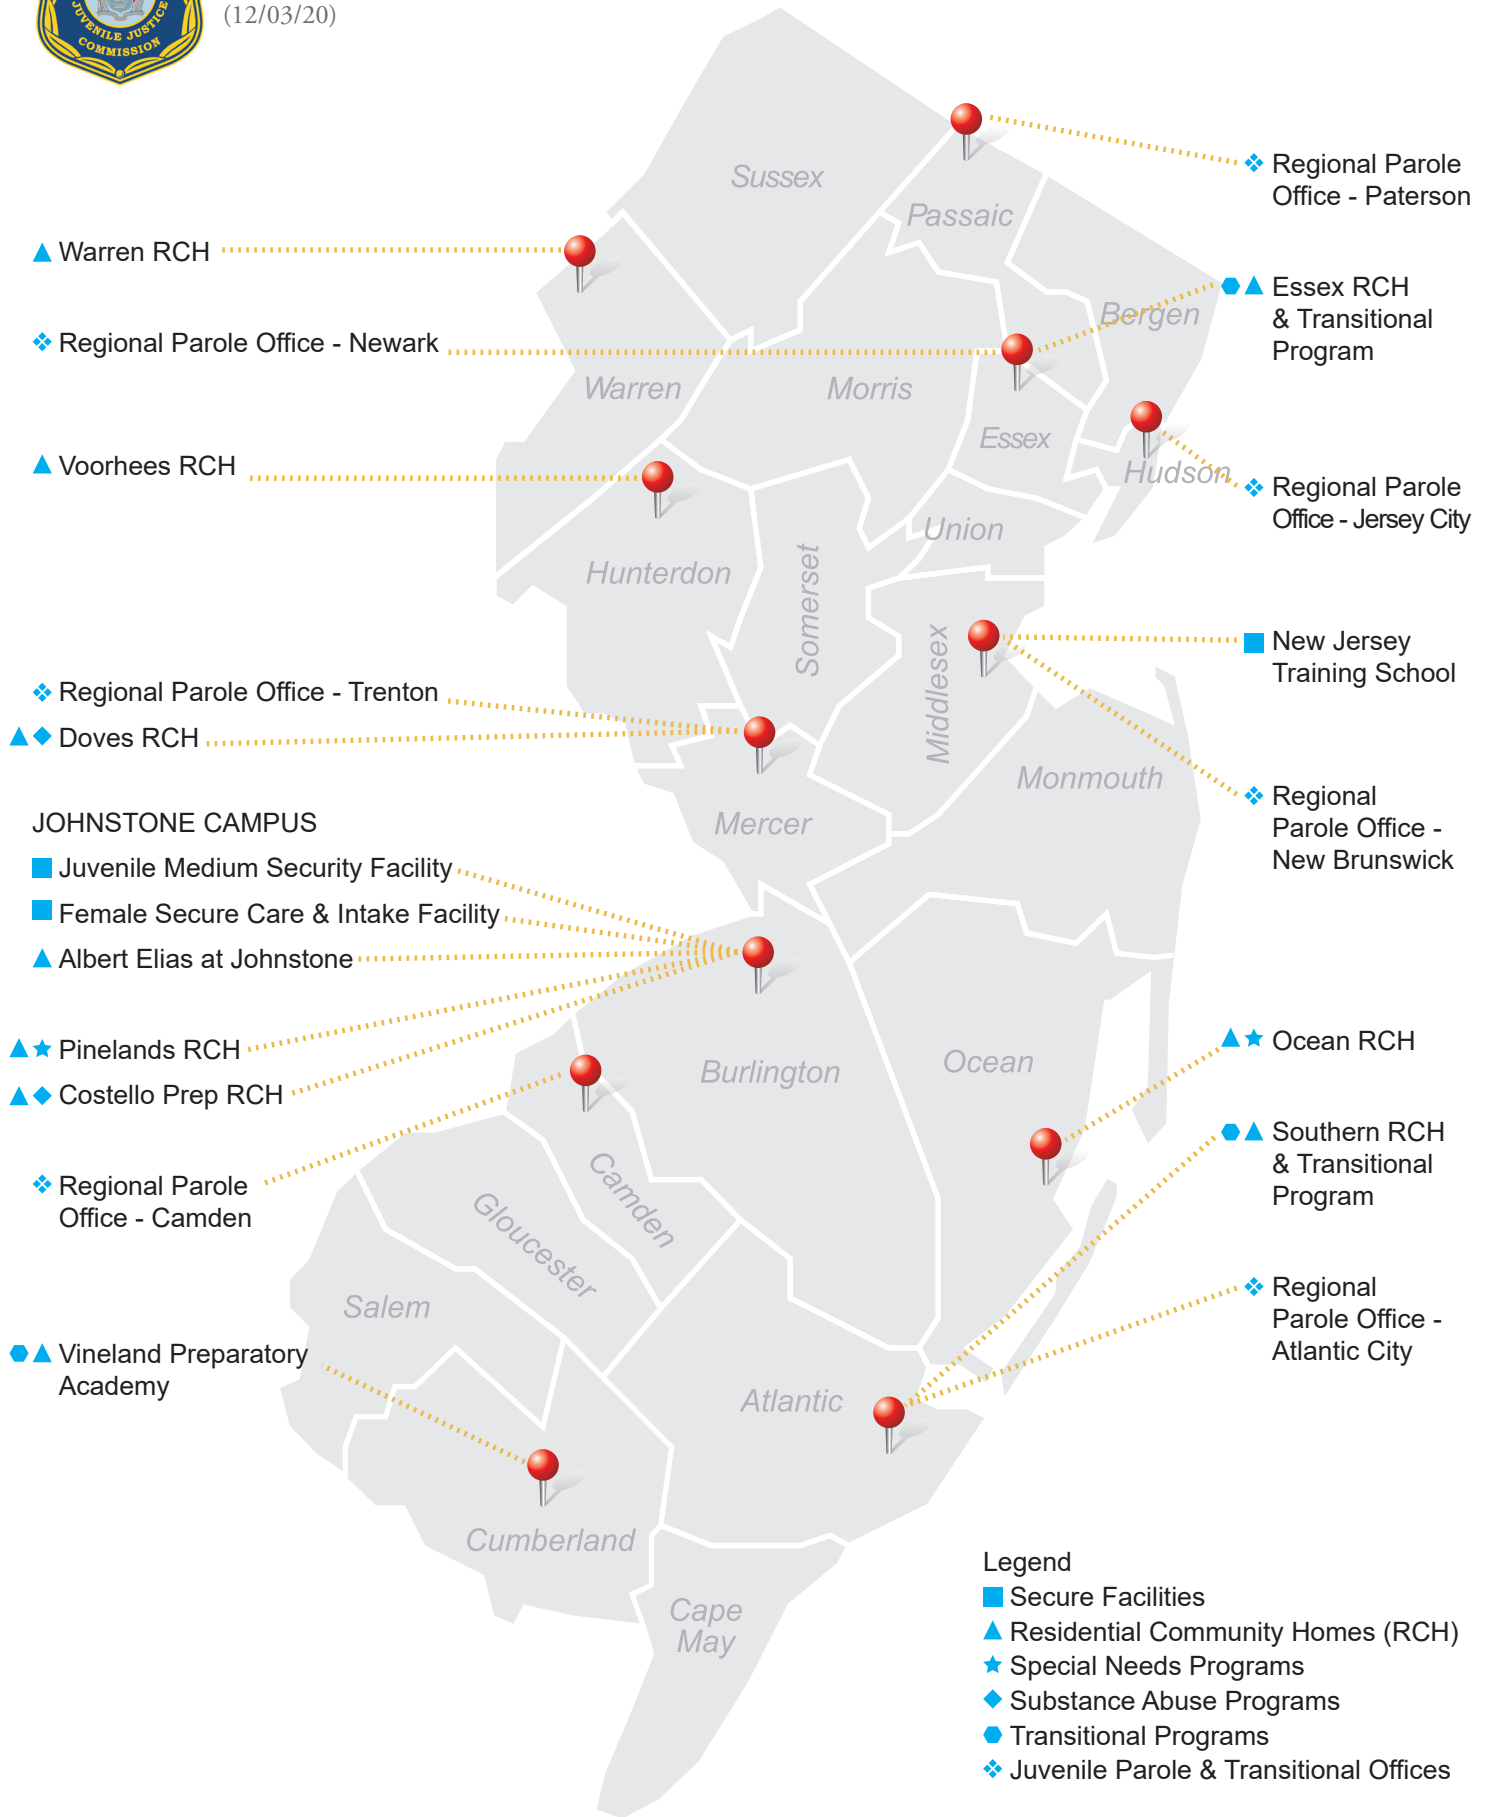 JUVENILE JUSTICE
COMMISSION
(12/03/20)
Sussex
Passaic
Bergen
Warren
Morris
Essex
Hudson
Union
Hunterdon
Somerset
Middlesex
Monmouth
Mercer
Burlington
Ocean
Camden
Gloucester
Salem
Atlantic
Cumberland
Cape
May
Warren RCH
Regional Parole Office - Newark
Voorhees RCH
Regional Parole Office - Trenton
Doves RCH
JOHNSTONE CAMPUS
Juvenile Medium Security Facility
Female Secure Care & Intake Facility
Albert Elias at Johnstone
Pinelands RCH
Costello Prep RCH
Regional Parole
Office - Camden
Vineland Preparatory
Academy
Regional Parole
Office - Paterson
Essex RCH
& Transitional
Program
Regional Parole
Office - Jersey City
New Jersey
Training School
Regional
Parole Office -
New Brunswick
Ocean RCH
Southern RCH
& Transitional
Program
Regional
Parole Office -
Atlantic City
Legend
Secure Facilities
Residential Community Homes (RCH)
Special Needs Programs
Substance Abuse Programs
Transitional Programs
Juvenile Parole & Transitional Offices